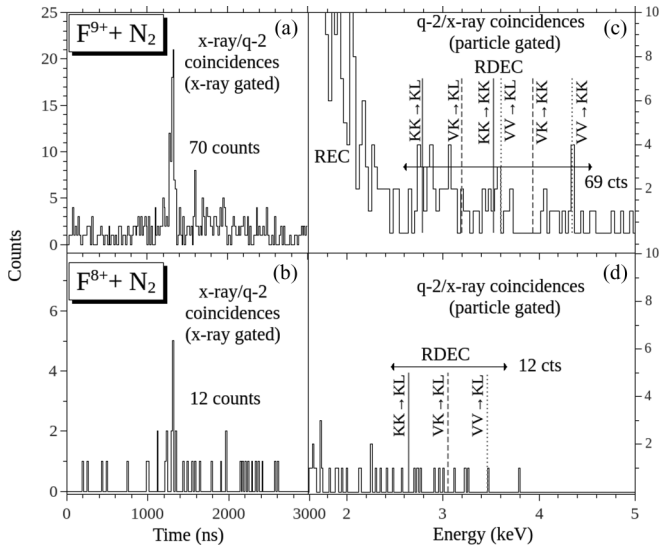 25
20
15
10
5
0
F9+ + N2
(a)
x-ray/q-2
coincidences
(x-ray gated)
70 counts
q-2/x-ray coincidences
(particle gated)
(c)
RDEC
KK→KL
VK→KL
KK→KK
VV→KL
VK→KK
VV→KK
REC
69 cts
10
8
6
4
2
Counts
F8+ + N2
(b)
x-ray/q-2
coincidences
(x-ray gated)
12 counts
6
4
2
0
q-2/x-ray coincidences
(particle gated)
(d)
RDEC
12 cts
KK→KL
VK→KL
VV→KL
10
8
6
4
2
0
1000
2000
3000
2
3
4
5
Time (ns)
Energy (keV)